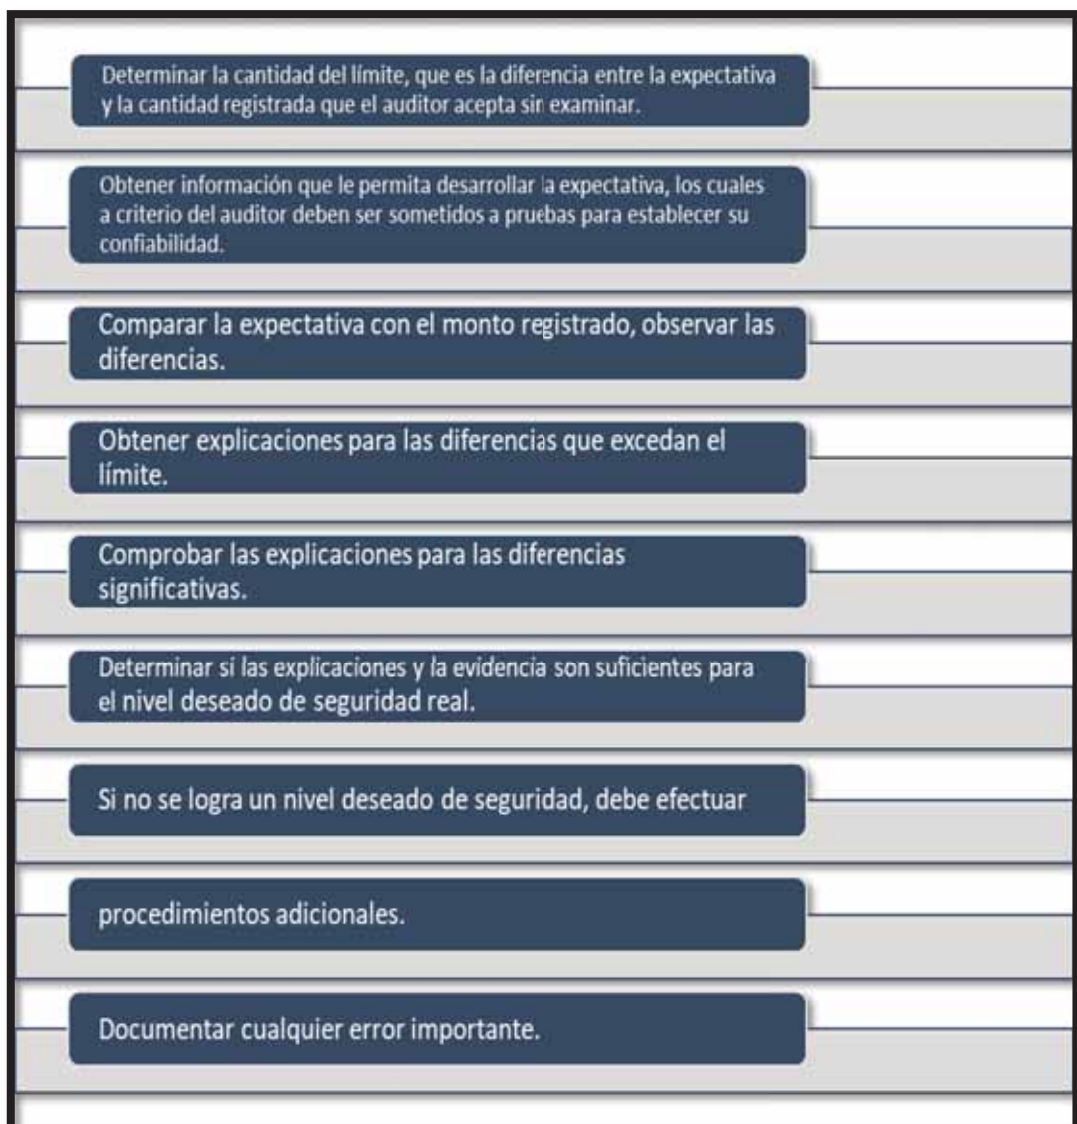 Determinar la cantidad del límite, que es la diferencia entre la expectativa
y la cantidad registrada que el auditor acepta sin examinar.
Obtener información que le permita desarrollar la expectativa, los cuales
a criterio del auditor deben ser sometidos a pruebas para establecer su
confiabilidad.
Comparar la expectativa con el monto registrado, observar las
diferencias.
Obtener explicaciones para las diferencias que excedan el
límite.
Comprobar las explicaciones para las diferencias
significativas.
Determinar si las explicaciones y la evidencia son suficientes para
el nivel deseado de seguridad real.
Si no se logra un nivel deseado de seguridad, debe efectuar
procedimientos adicionales.
Documentar cualquier error importante.